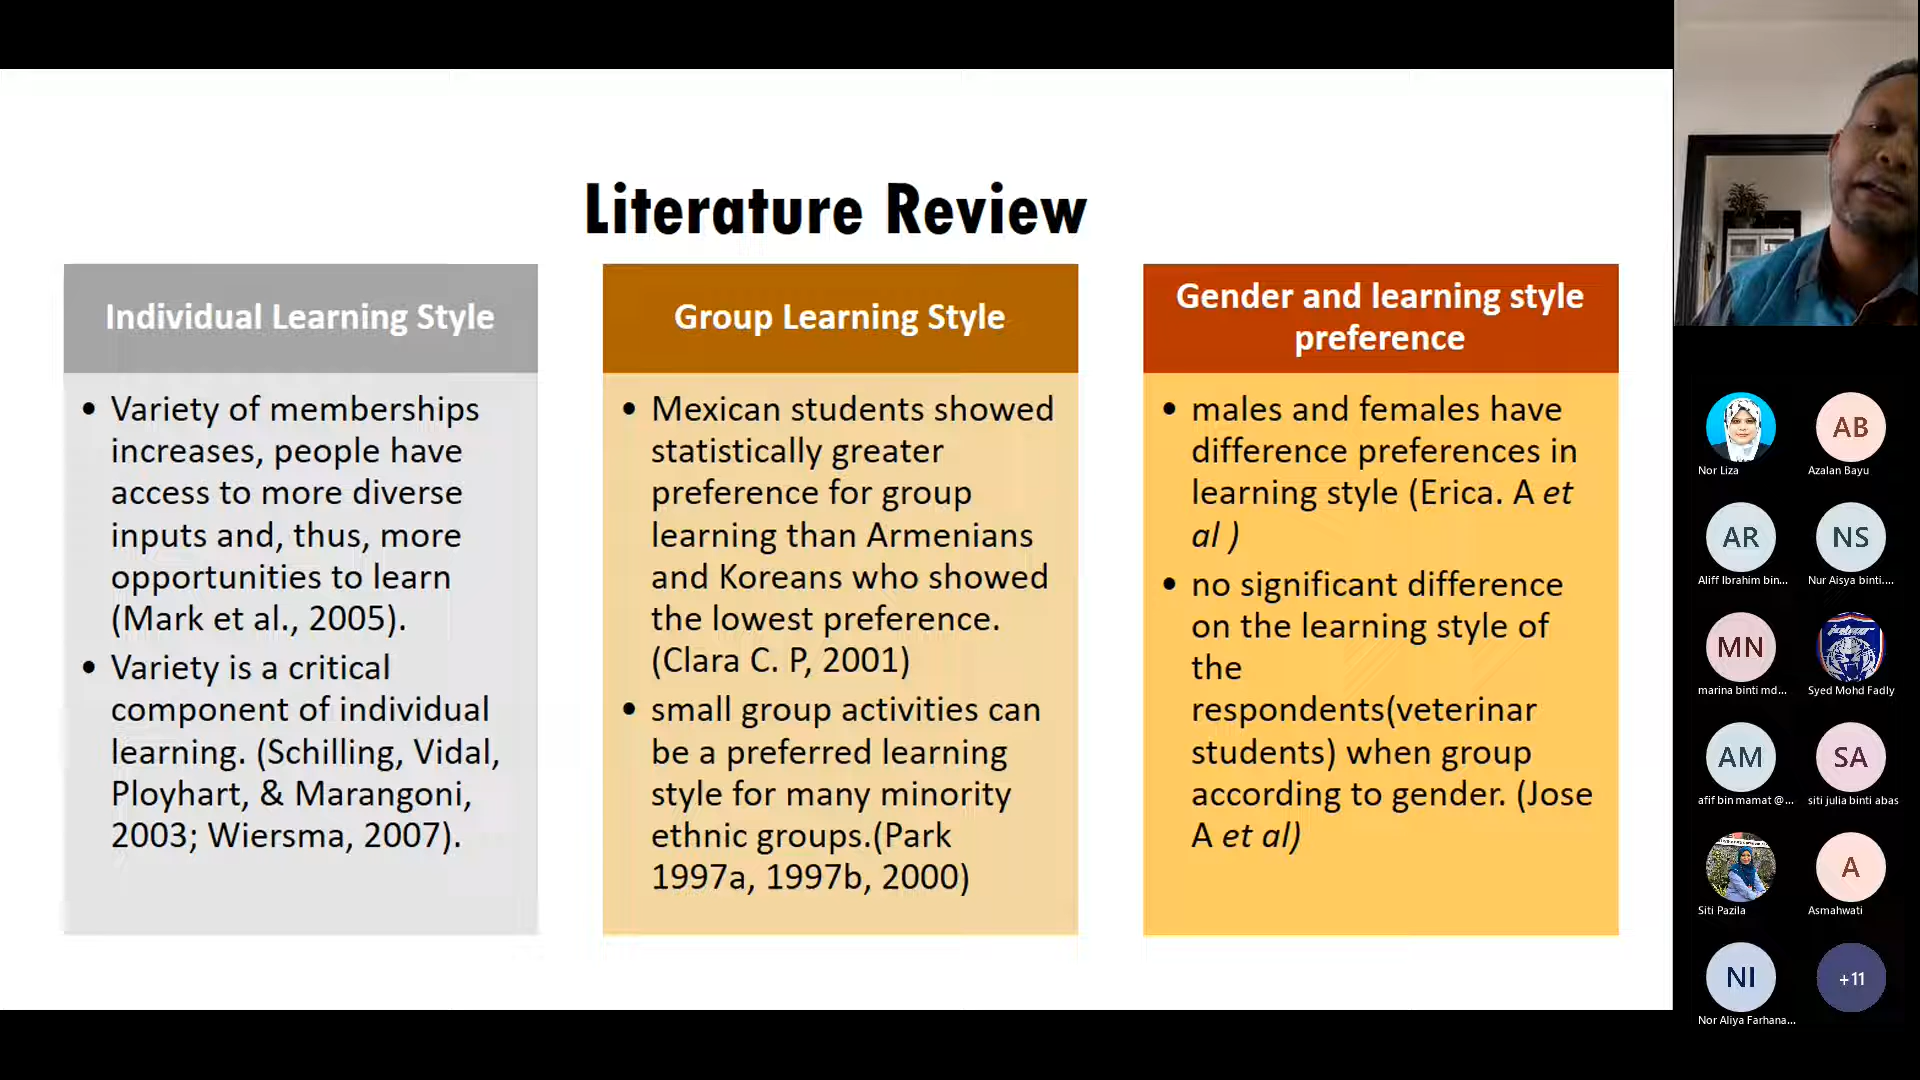 Literature Review
Individual Learning Style
• Variety of memberships
increases, people have
access to more diverse
inputs and, thus, more
opportunities to learn
(Mark et al., 2005).
• Variety is a critical
component of individual
learning. (Schilling, Vidal,
Ployhart, & Marangoni,
2003; Wiersma, 2007).
Group Learning Style
• Mexican students showed
statistically greater
preference for group
learning than Armenians
and Koreans who showed
the lowest preference.
(Clara C. P, 2001)
• small group activities can
be a preferred learning
style for many minority
ethnic groups.(Park
1997a, 1997b, 2000)
Gender and learning style
preference
• males and females have
difference preferences in
learning style (Erica. A et
al )
• no significant difference
on the learning style of
the
respondents(veterinar
students) when group
according to gender. (Jose
A et al)
Nor Liza
AB
Azalan Bayu
AR
Aliff Ibrahim bin...
NS
Nur Aisya binti....
MN
marina binti md...
Syed Mohd Fadly
AM
afif bin mamat @...
SA
siti julia binti abas
Siti Pazila
A
Asmahwati
NI
Nor Aliya Farhana...
+11